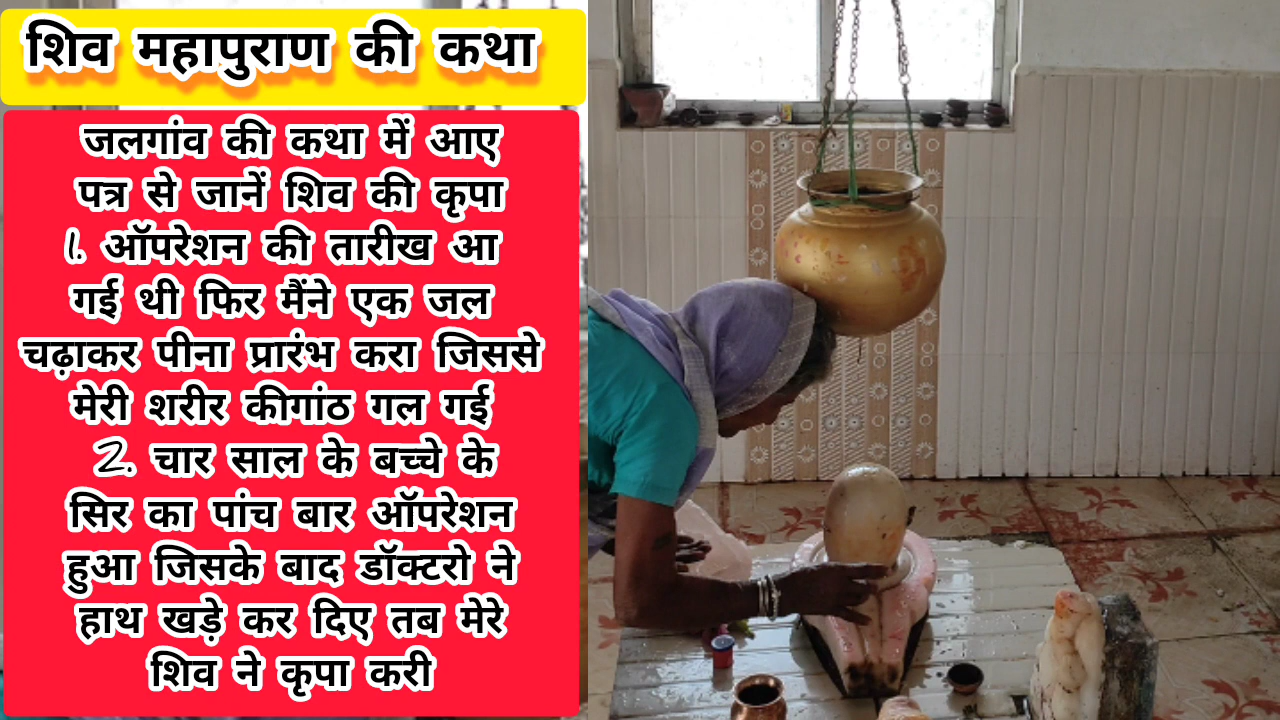 शिव महापुराण की कथा
जलगांव की कथा में आए
पत्र से जानें शिव की कृपा
1. ऑपरेशन की तारीख आ
गई थी फिर मैंने एक जल
चढ़ाकर पीना प्रारंभ करा जिससे
मेरी शरीर कीगांठ गल गई
2. चार साल के बच्चे के
सिर का पांच बार ऑपरेशन
हुआ जिसके बाद डॉक्टरो ने
हाथ खड़े कर दिए तब मेरे
शिव ने कृपा करी